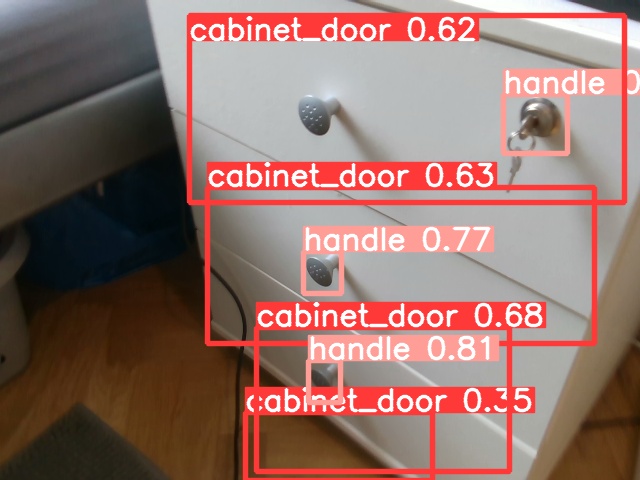 cabinet_door 0.62
handle 0
cabinet_door 0.63
handle 0.77
cabinet_door 0.68
handle 0.81
cabinet_door 0.35